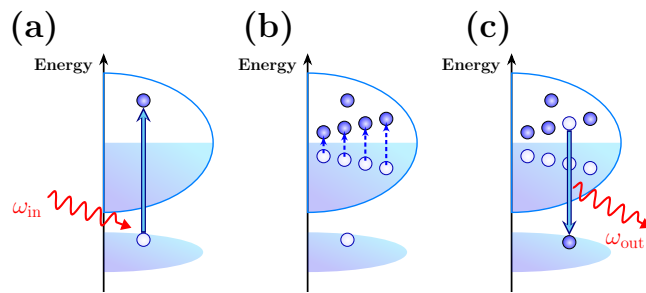 (a) (b) (c)
Energy Energy Energy
ω_in
ω_out